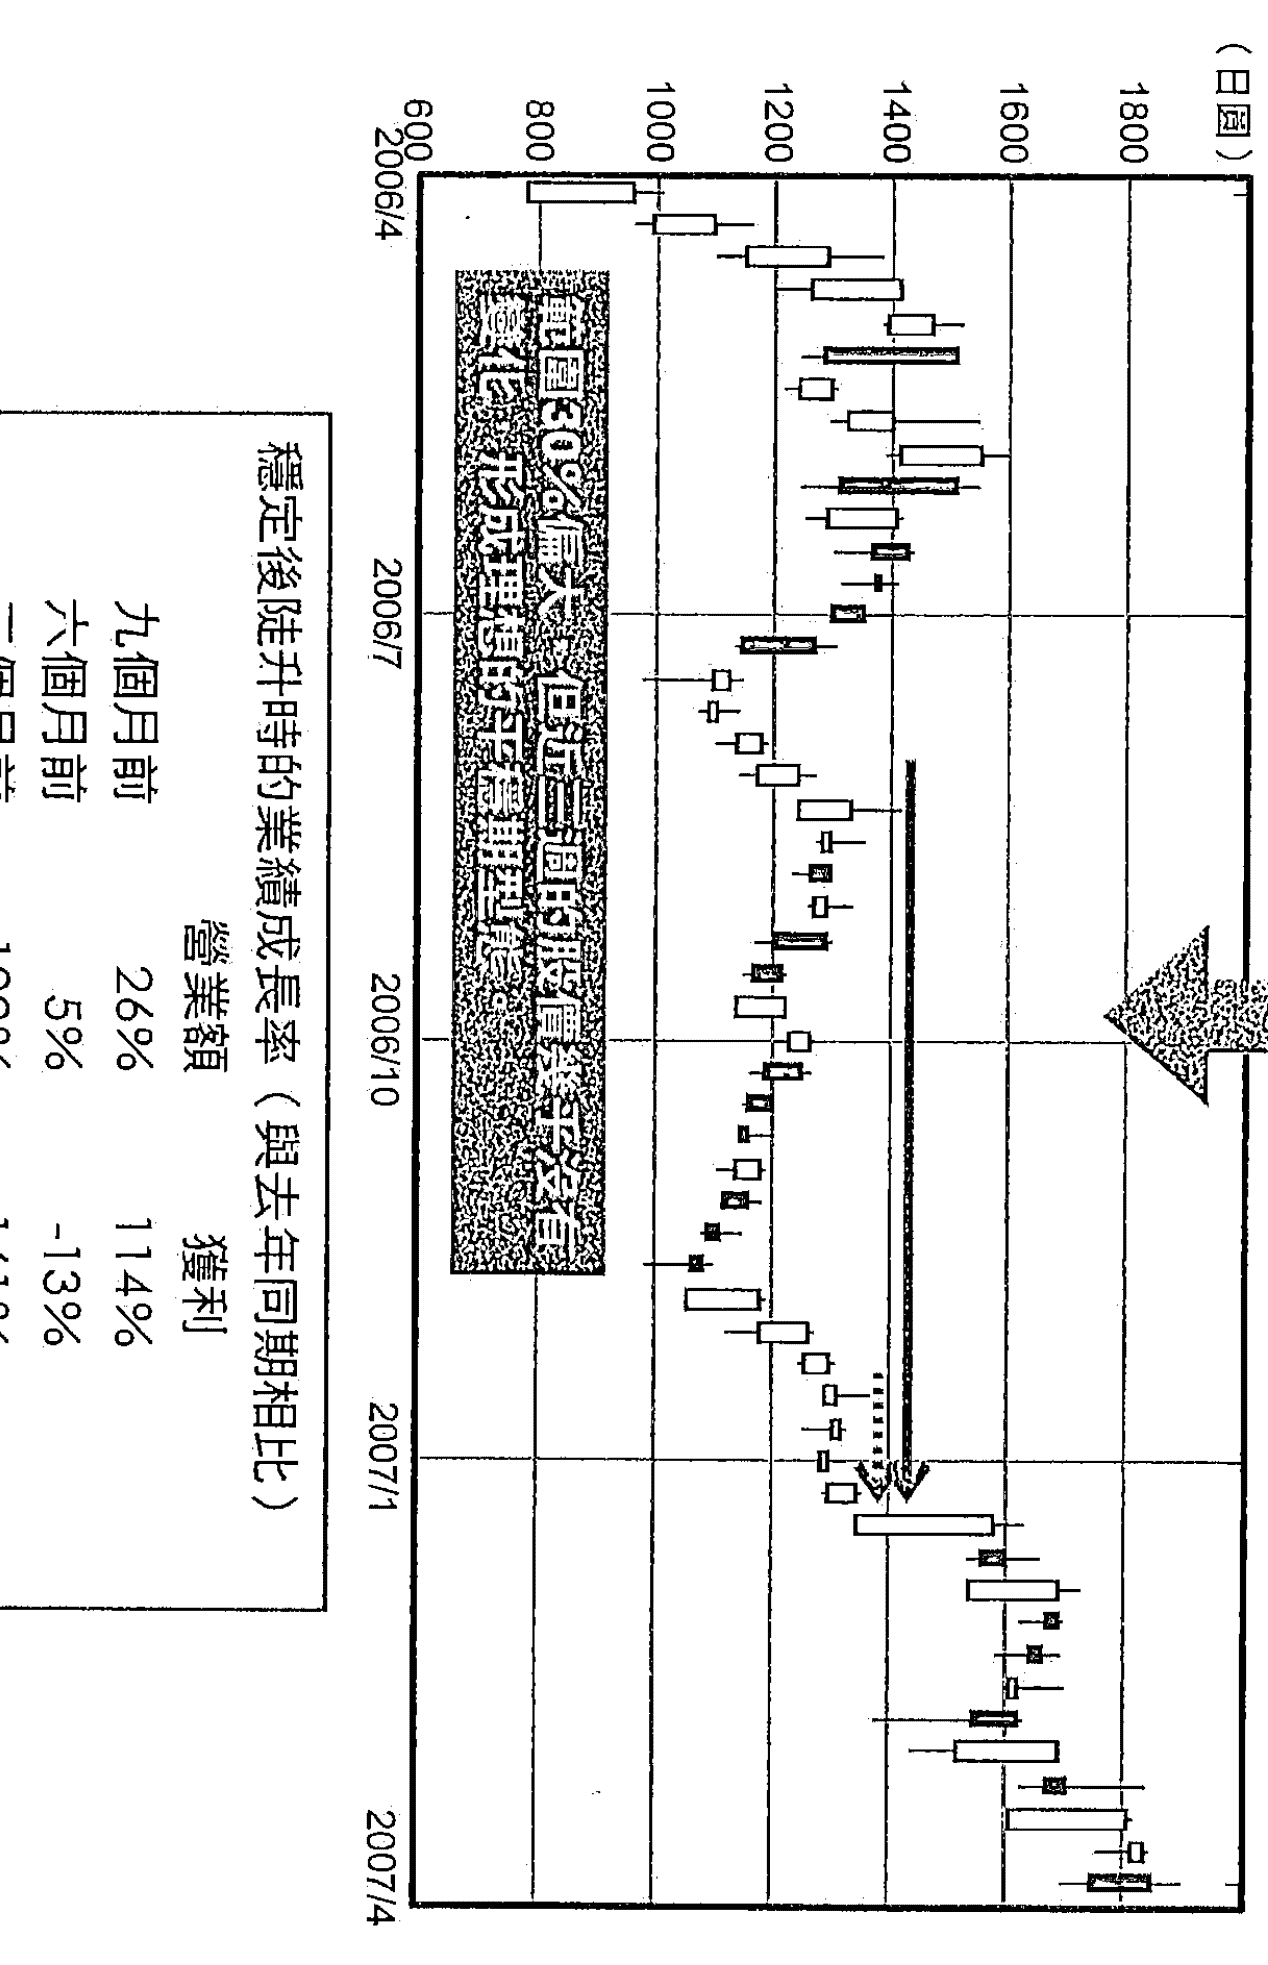 （日圓）
1800
1600
1400
1200
1000
800
600
2006/4
2006/7
2006/10
2007/1
2007/4
範圍30%偏大，但近三週的股價幾乎沒有
變化，形成理想的平穩期型態。
穩定後陡升時的業績成長率（與去年同期相比）
營業額 獲利
九個月前 26% 114%
六個月前 5% -13%